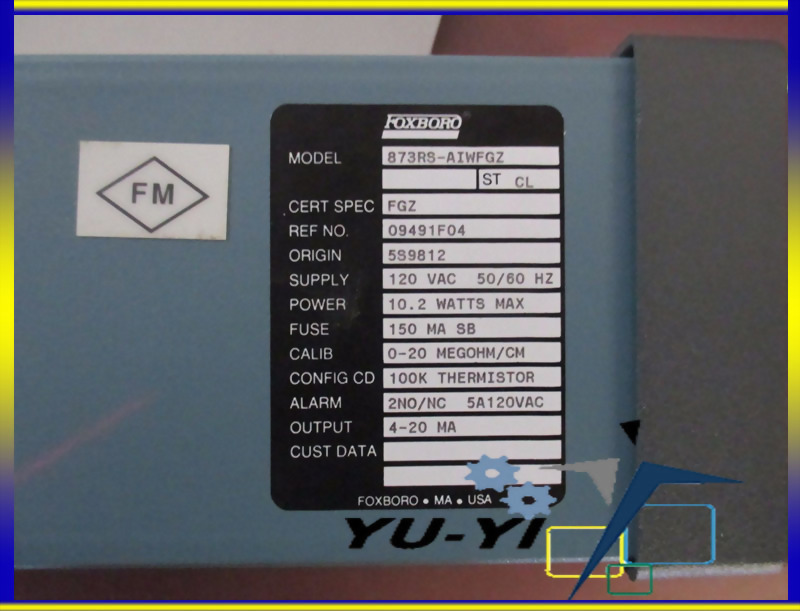 FOXBORO
MODEL 873RS-AIWFGZ
ST CL
FM
CERT SPEC FGZ
REF NO. 09491F04
ORIGIN 5S9812
SUPPLY 120 VAC 50/60 HZ
POWER 10.2 WATTS MAX
FUSE 150 MA SB
CALIB 0-20 MEGOHM/CM
CONFIG CD 100K THERMISTOR
ALARM 2NO/NC 5A120VAC
OUTPUT 4-20 MA
CUST DATA
FOXBORO • MA • USA
YU-YI